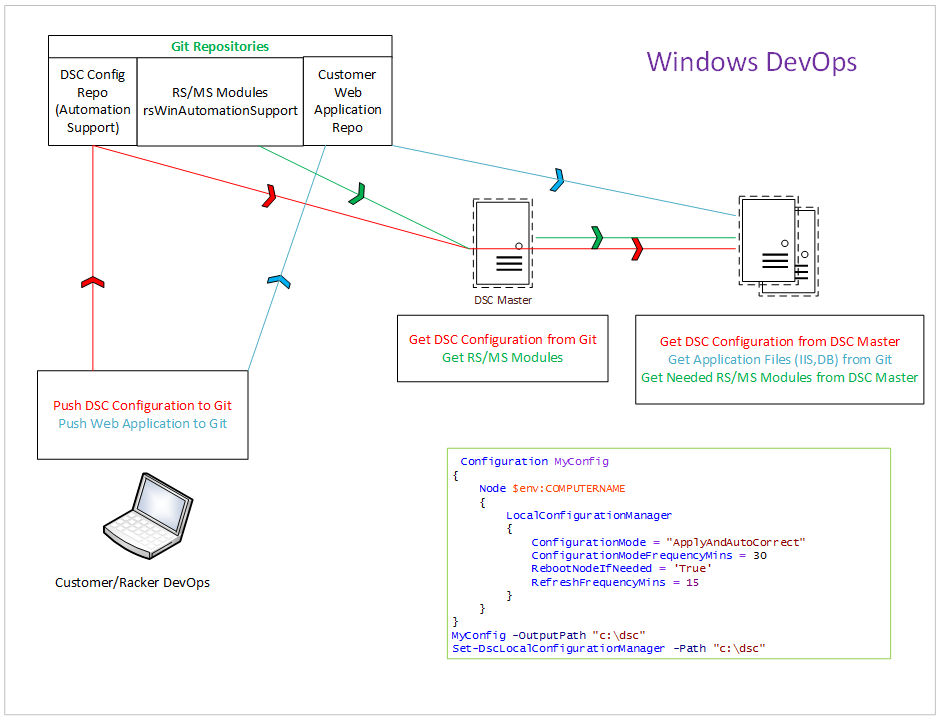 Windows DevOps
Git Repositories
DSC Config
Repo
(Automation
Support)
RS/MS Modules
rsWinAutomationSupport
Customer
Web
Application
Repo
DSC Master
Get DSC Configuration from Git
Get RS/MS Modules
Get DSC Configuration from DSC Master
Get Application Files (IIS,DB) from Git
Get Needed RS/MS Modules from DSC Master
Push DSC Configuration to Git
Push Web Application to Git
Customer/Racker DevOps
Configuration MyConfig
{
Node $env:COMPUTERNAME
{
LocalConfigurationManager
{
ConfigurationMode = "ApplyAndAutoCorrect"
ConfigurationModeFrequencyMins = 30
RebootNodeIfNeeded = 'True'
RefreshFrequencyMins = 15
}
}
}
MyConfig -OutputPath "c:\dsc"
Set-DscLocalConfigurationManager -Path "c:\dsc"